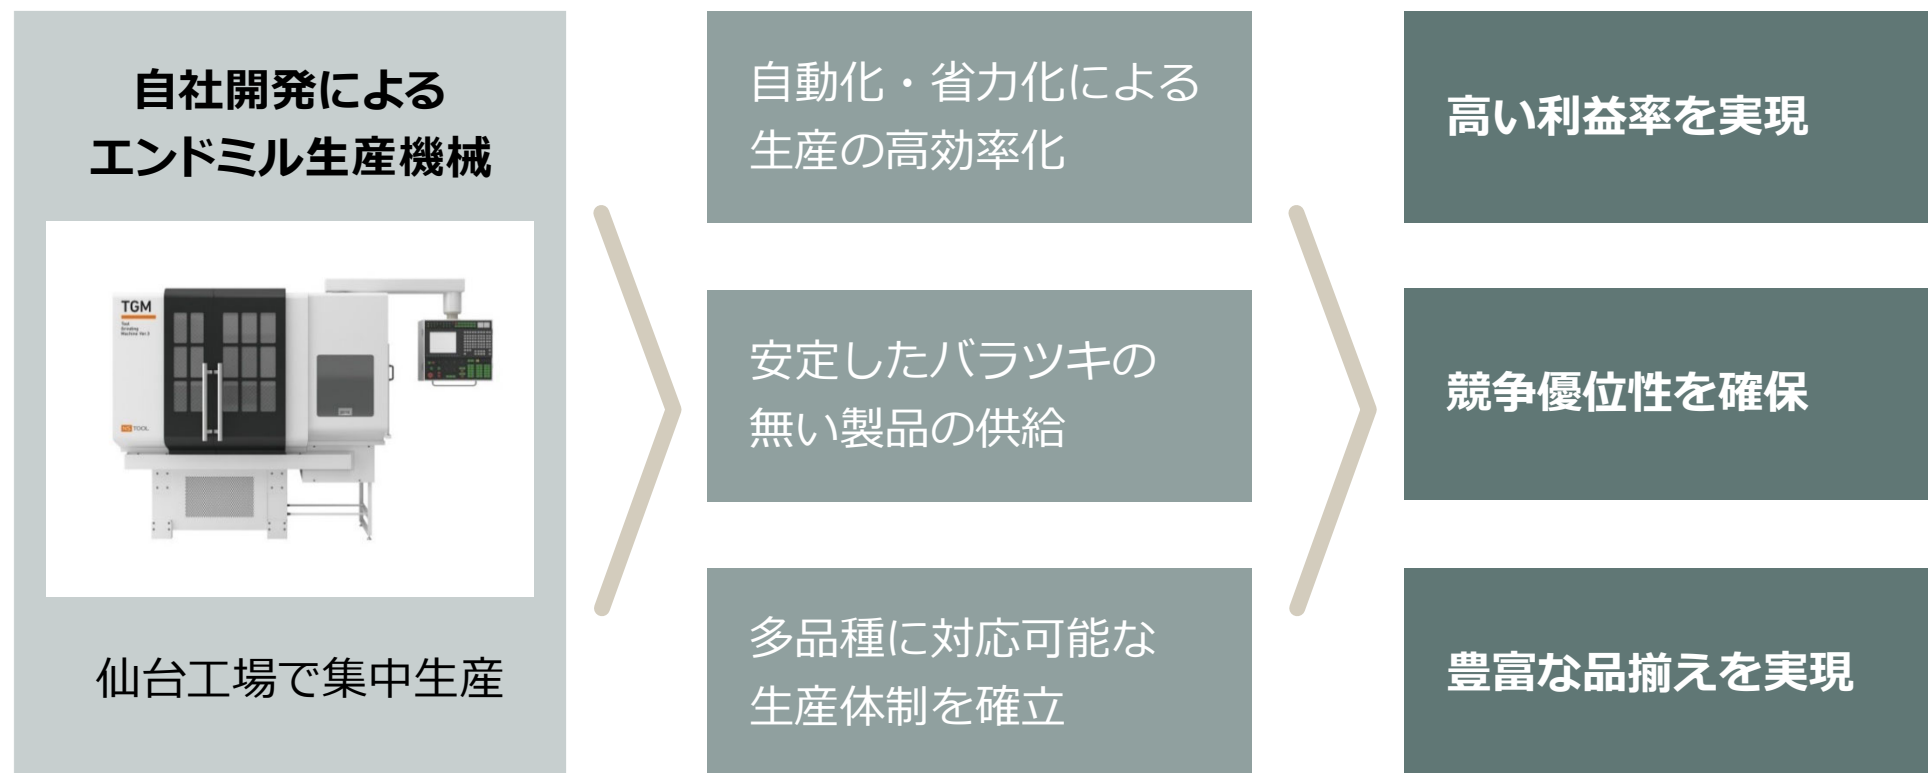 自社開発による
エンドミル生産機械
TGM
Tool
Grinding
MS TOOL
仙台工場で集中生産
自動化・省力化による
生産の高効率化
安定したバラツキの
無い製品の供給
多品種に対応可能な
生産体制を確立
高い利益率を実現
競争優位性を確保
豊富な品揃えを実現